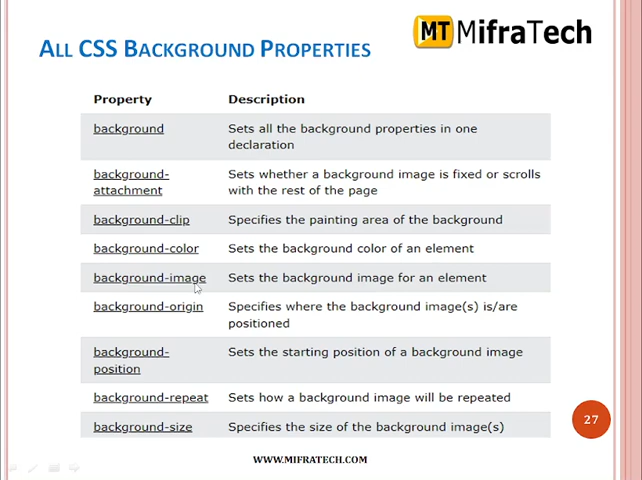 ALL CSS BACKGROUND PROPERTIES
MT MifraTech
Property Description
background Sets all the background properties in one
declaration
background- Sets whether a background image is fixed or scrolls
attachment with the rest of the page
background-clip Specifies the painting area of the background
background-color Sets the background color of an element
background-image Sets the background image for an element
background-origin Specifies where the background image(s) is/are
positioned
background- Sets the starting position of a background image
position
background-repeat Sets how a background image will be repeated
background-size Specifies the size of the background image(s)
27
WWW.MIFRATECH.COM